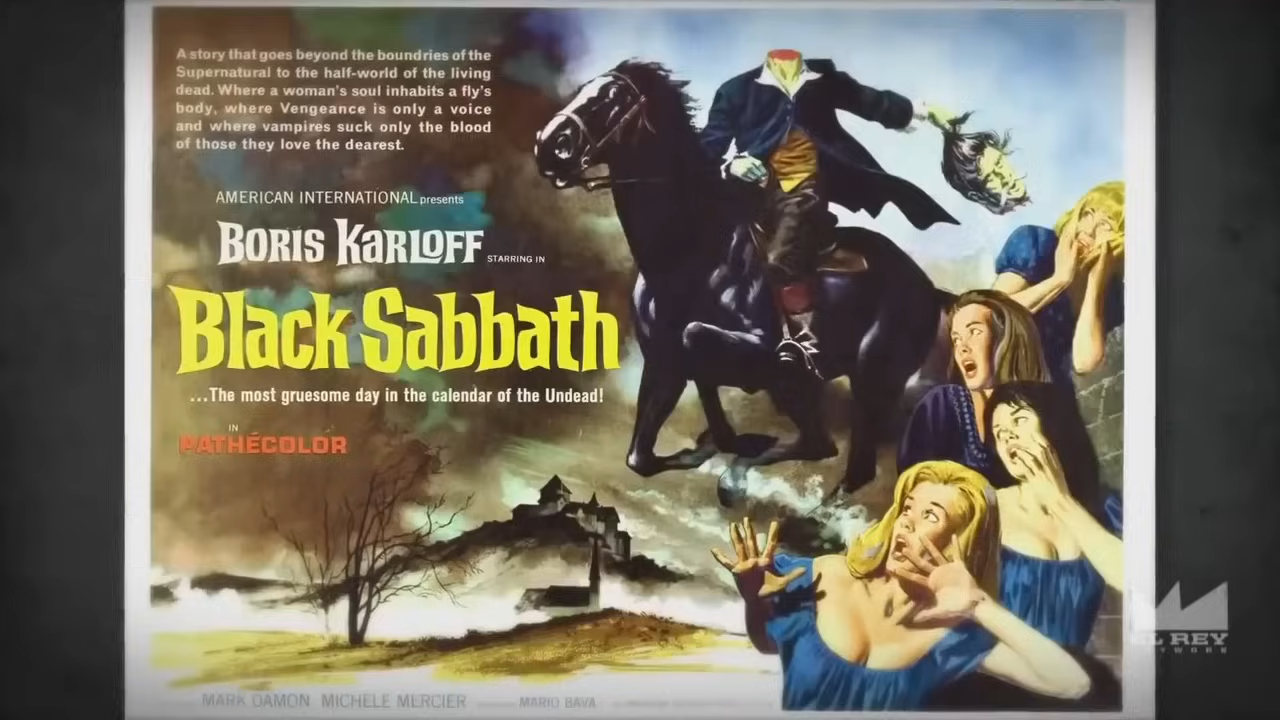 A story that goes beyond the boundries of the
Supernatural to the half-world of the living
dead. Where a woman's soul inhabits a fly's
body, where Vengeance is only a voice
and where vampires suck only the blood
of those they love the dearest.
AMERICAN INTERNATIONAL presents
BORIS KARLOFF STARRING IN
Black Sabbath
...The most gruesome day in the calendar of the Undead!
IN
PATHÉCOLOR
MARK DAMON MICHELE MERCIER MARIO BAVA
EL REY
NETWORK